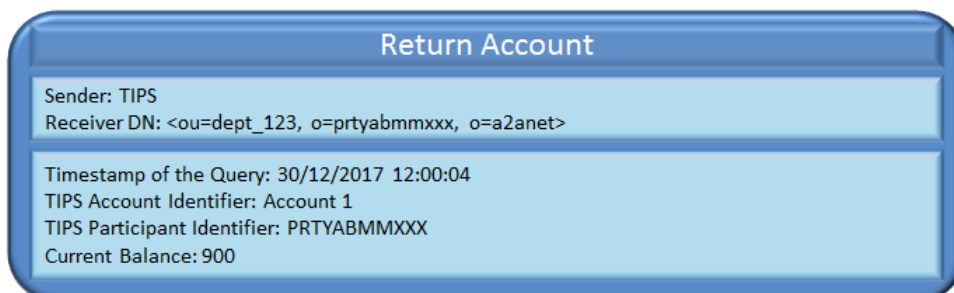 Return Account
Sender: TIPS
Receiver DN: <ou=dept_123, o=prtyabmmxxx, o=a2anet>
Timestamp of the Query: 30/12/2017 12:00:04
TIPS Account Identifier: Account 1
TIPS Participant Identifier: PRTYABMMXXX
Current Balance: 900